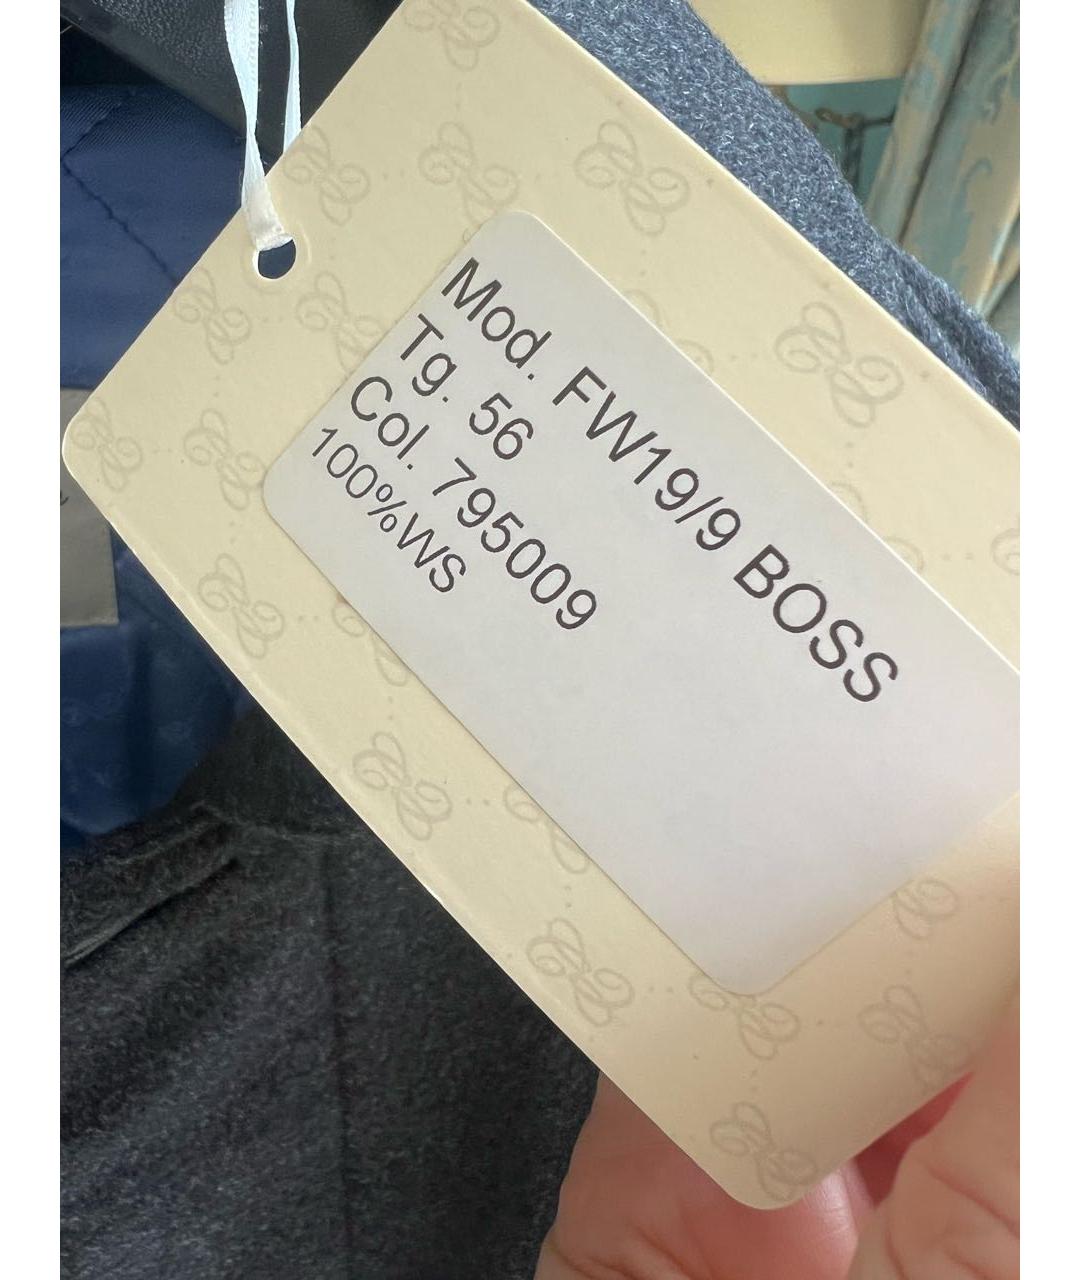 Mod. FW19/9 BOSS
Tg. 56
Col. 795009
100%WS